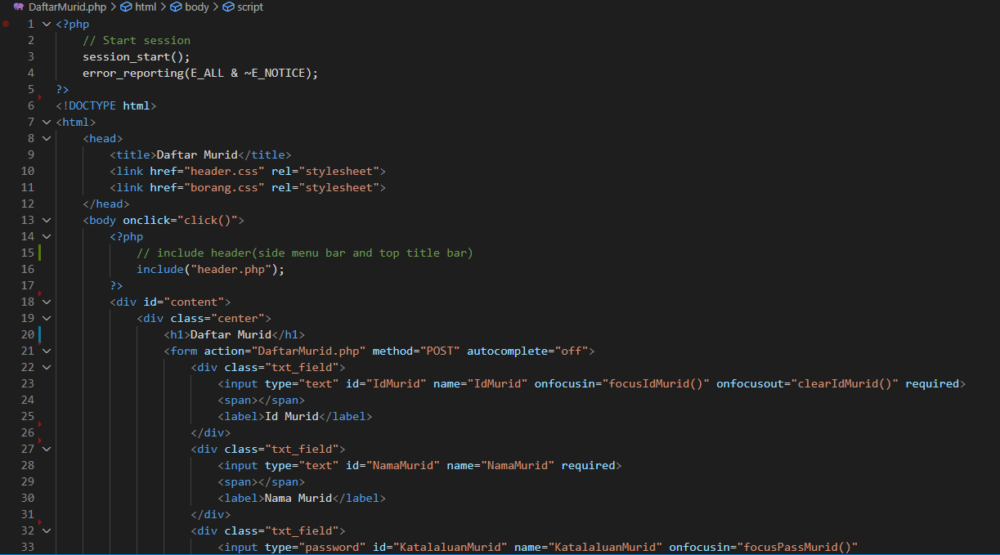 DaftarMurid.php > html > body > script
1 <?php
2 // Start session
3 session_start();
4 error_reporting(E_ALL & ~E_NOTICE);
5 ?>
6 <!DOCTYPE html>
7 <html>
8 <head>
9 <title>Daftar Murid</title>
10 <link href="header.css" rel="stylesheet">
11 <link href="borang.css" rel="stylesheet">
12 </head>
13 <body onclick="click()">
14 <?php
15 // include header(side menu bar and top title bar)
16 include("header.php");
17 ?>
18 <div id="content">
19 <div class="center">
20 <h1>Daftar Murid</h1>
21 <form action="DaftarMurid.php" method="POST" autocomplete="off">
22 <div class="txt_field">
23 <input type="text" id="IdMurid" name="IdMurid" onfocusin="focusIdMurid()" onfocusout="clearIdMurid()" required>
24 <span></span>
25 <label>Id Murid</label>
26 </div>
27 <div class="txt_field">
28 <input type="text" id="NamaMurid" name="NamaMurid" required>
29 <span></span>
30 <label>Nama Murid</label>
31 </div>
32 <div class="txt_field">
33 <input type="password" id="KatalaluanMurid" name="KatalaluanMurid" onfocusin="focusPassMurid()"